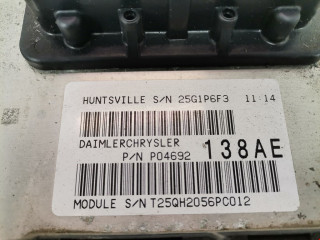 HUNTSVILLE S/N 25G1P6F3 11:14
DAIMLERCHRYSLER
P/N P04692 138AE
MODULE S/N T25QH2056PC012